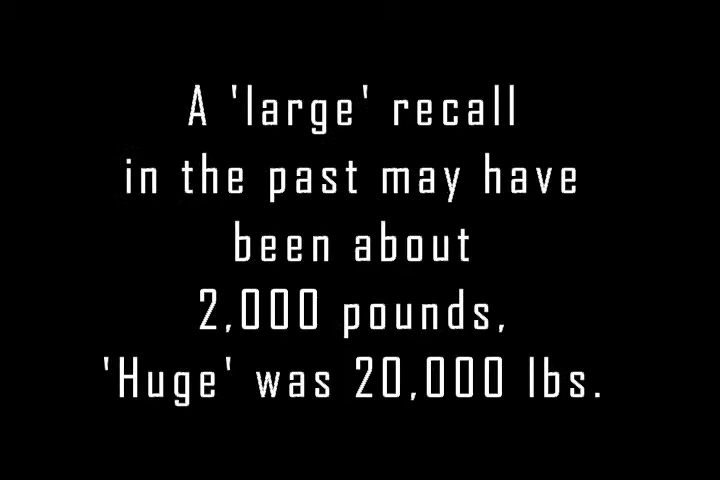 A 'large' recall
in the past may have
been about
2,000 pounds,
'Huge' was 20,000 lbs.